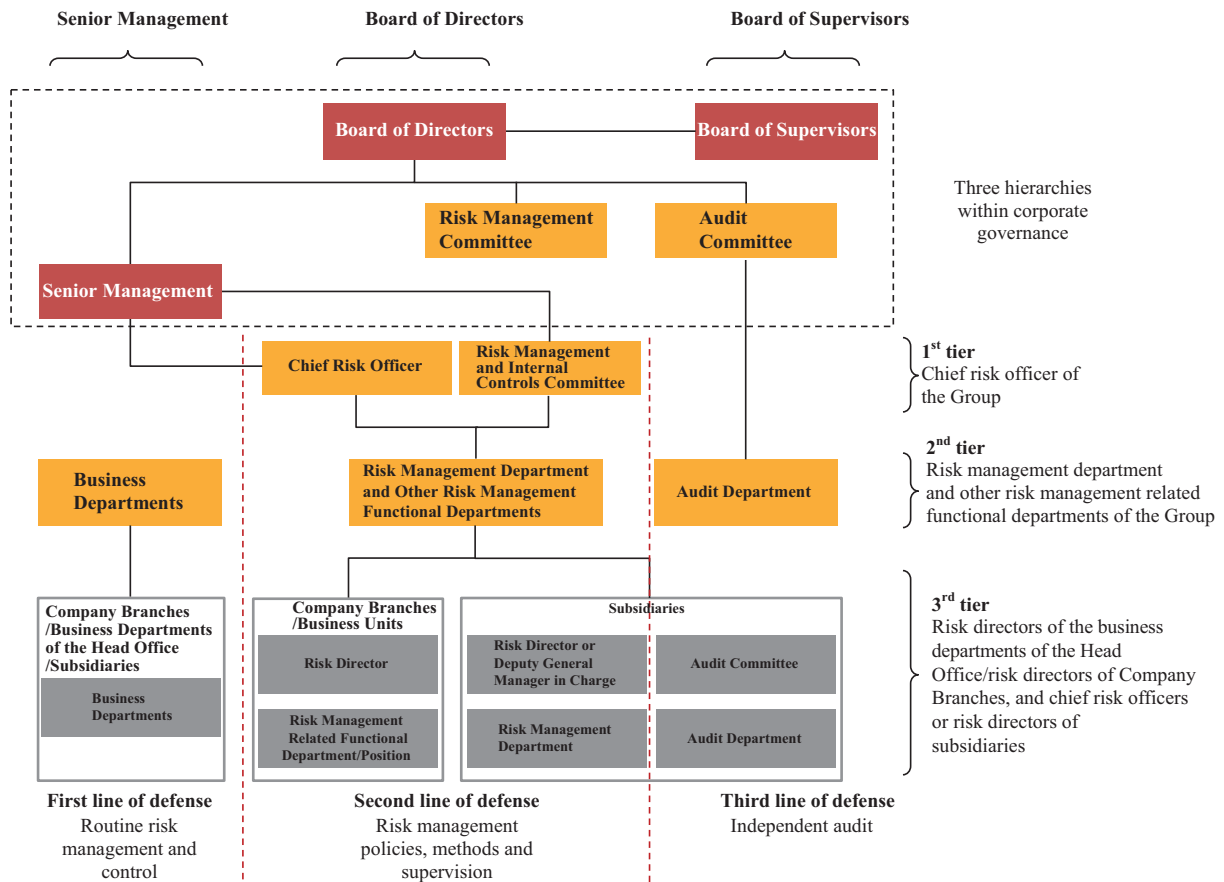 Senior Management
Board of Directors
Board of Supervisors
Board of Directors
Board of Supervisors
Risk Management
Committee
Audit
Committee
Three hierarchies
within corporate
governance
Senior Management
Chief Risk Officer
Risk Management
and Internal
Controls Committee
1st tier
Chief risk officer of
the Group
Business
Departments
Risk Management Department
and Other Risk Management
Functional Departments
Audit Department
2nd tier
Risk management department
and other risk management related
functional departments of the Group
Company Branches
/Business Departments
of the Head Office
/Subsidiaries
Business
Departments
Company Branches
/Business Units
Risk Director
Risk Management
Related Functional
Department/Position
Subsidiaries
Risk Director or
Deputy General
Manager in Charge
Audit Committee
Risk Management
Department
Audit Department
3rd tier
Risk directors of the business
departments of the Head
Office/risk directors of Company
Branches, and chief risk officers
or risk directors of
subsidiaries
First line of defense
Routine risk
management and
control
Second line of defense
Risk management
policies, methods and
supervision
Third line of defense
Independent audit